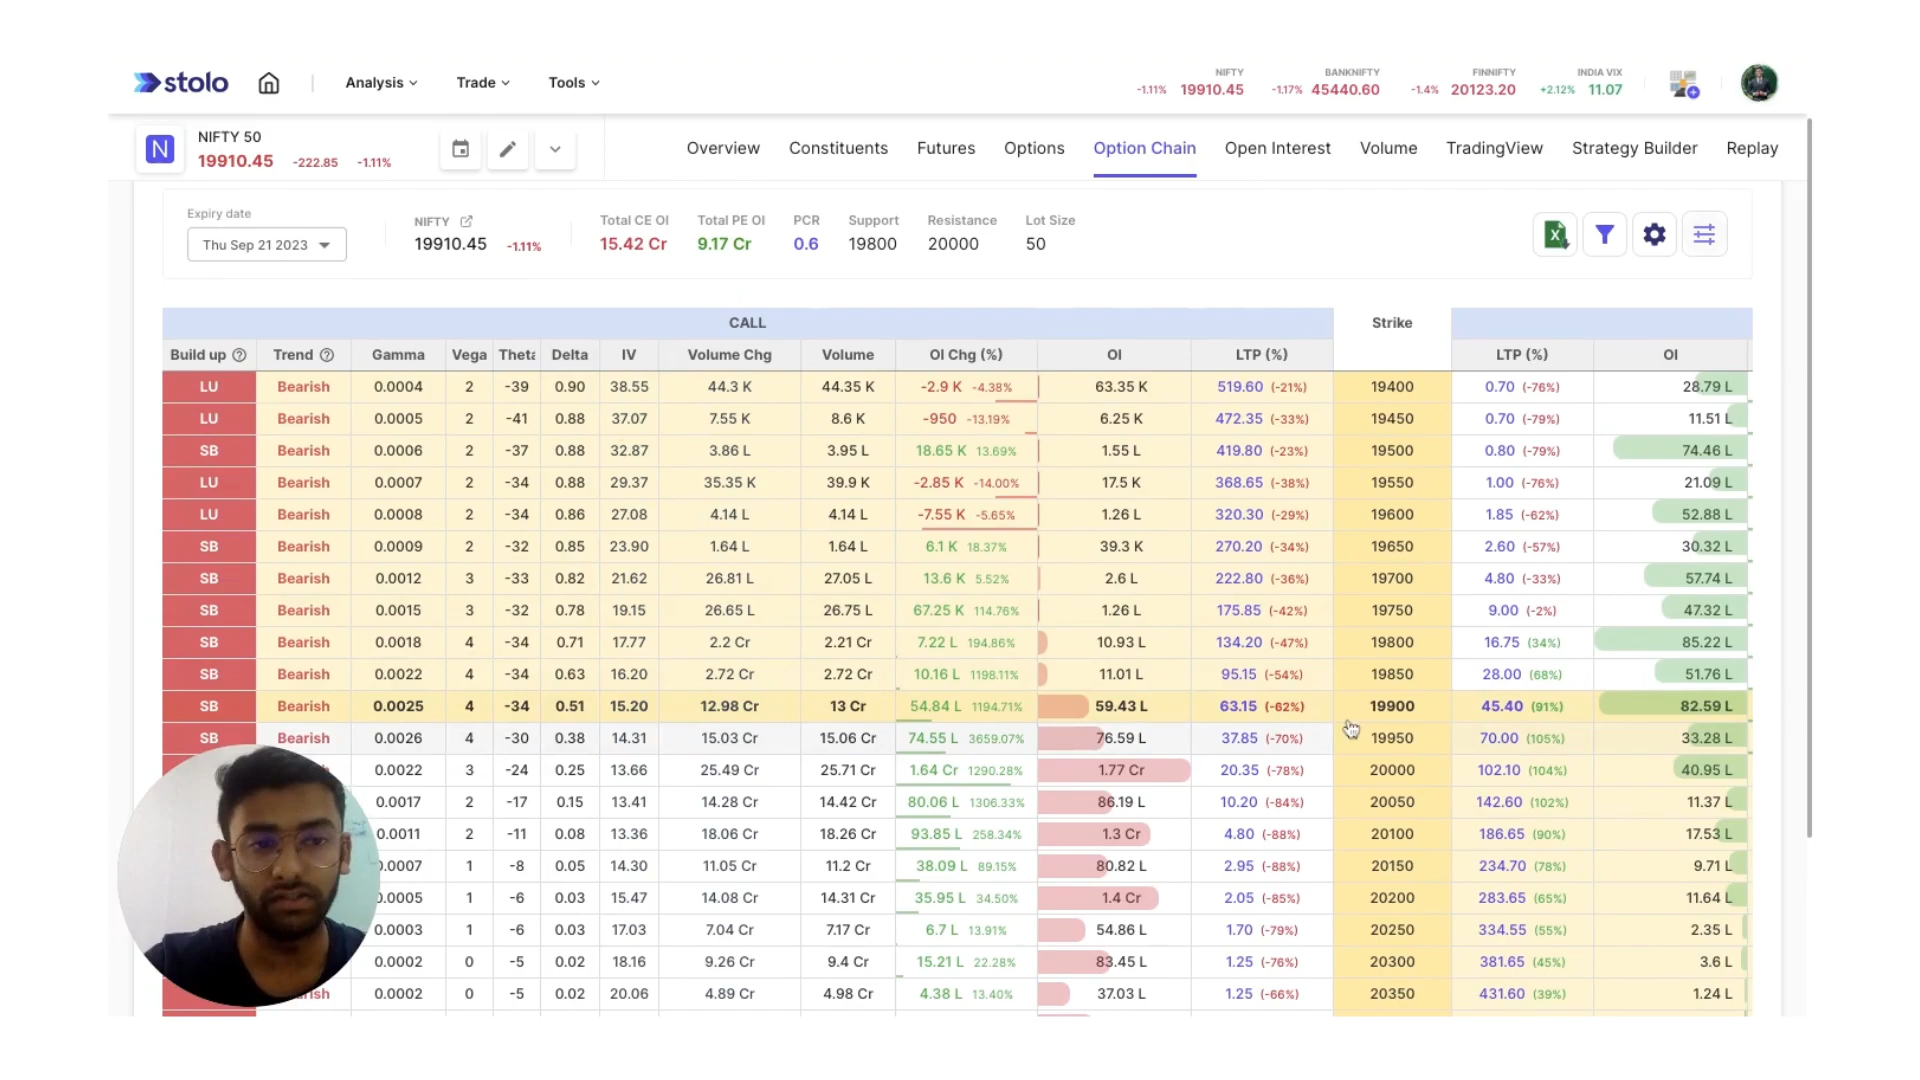 stolo
Analysis Trade Tools
NIFTY BANKNIFTY FINNIFTY INDIA VIX
-1.11% 19910.45 -1.17% 45440.60 -1.4% 20123.20 +2.12% 11.07
N NIFTY 50
19910.45 -222.85 -1.11%
Overview Constituents Futures Options Option Chain Open Interest Volume TradingView Strategy Builder Replay
Expiry date NIFTY Total CE OI Total PE OI PCR Support Resistance Lot Size
Thu Sep 21 2023 19910.45 -1.11% 15.42 Cr 9.17 Cr 0.6 19800 20000 50
CALL Strike
Build up Trend Gamma Vega Theta Delta IV Volume Chg Volume OI Chg (%) OI LTP (%) LTP (%) OI
LU Bearish 0.0004 2 -39 0.90 38.55 44.3 K 44.35 K -2.9 K -4.38% 63.35 K 519.60 (-21%) 19400 0.70 (-76%) 28.79 L
LU Bearish 0.0005 2 -41 0.88 37.07 7.55 K 8.6 K -950 -13.19% 6.25 K 472.35 (-33%) 19450 0.70 (-79%) 11.51 L
SB Bearish 0.0006 2 -37 0.88 32.87 3.86 L 3.95 L 18.65 K 13.69% 1.55 L 419.80 (-23%) 19500 0.80 (-79%) 74.46 L
LU Bearish 0.0007 2 -34 0.88 29.37 35.35 K 39.9 K -2.85 K -14.00% 17.5 K 368.65 (-38%) 19550 1.00 (-76%) 21.09 L
LU Bearish 0.0008 2 -34 0.86 27.08 4.14 L 4.14 L -7.55 K -5.65% 1.26 L 320.30 (-29%) 19600 1.85 (-62%) 52.88 L
SB Bearish 0.0009 2 -32 0.85 23.90 1.64 L 1.64 L 6.1 K 18.37% 39.3 K 270.20 (-34%) 19650 2.60 (-57%) 30.32 L
SB Bearish 0.0012 3 -33 0.82 21.62 26.81 L 27.05 L 13.6 K 5.52% 2.6 L 222.80 (-36%) 19700 4.80 (-33%) 57.74 L
SB Bearish 0.0015 3 -32 0.78 19.15 26.65 L 26.75 L 67.25 K 114.76% 1.26 L 175.85 (-42%) 19750 9.00 (-2%) 47.32 L
SB Bearish 0.0018 4 -34 0.71 17.77 2.2 Cr 2.21 Cr 7.22 L 194.86% 10.93 L 134.20 (-47%) 19800 16.75 (34%) 85.22 L
SB Bearish 0.0022 4 -34 0.63 16.20 2.72 Cr 2.72 Cr 10.16 L 1198.11% 11.01 L 95.15 (-54%) 19850 28.00 (68%) 51.76 L
SB Bearish 0.0025 4 -34 0.51 15.20 12.98 Cr 13 Cr 54.84 L 1194.71% 59.43 L 63.15 (-62%) 19900 45.40 (91%) 82.59 L
SB Bearish 0.0026 4 -30 0.38 14.31 15.03 Cr 15.06 Cr 74.55 L 3659.07% 76.59 L 37.85 (-70%) 19950 70.00 (105%) 33.28 L
0.0022 3 -24 0.25 13.66 25.49 Cr 25.71 Cr 1.64 Cr 1290.28% 1.77 Cr 20.35 (-78%) 20000 102.10 (104%) 40.95 L
0.0017 2 -17 0.15 13.41 14.28 Cr 14.42 Cr 80.06 L 1306.33% 86.19 L 10.20 (-84%) 20050 142.60 (102%) 11.37 L
0.0011 2 -11 0.08 13.36 18.06 Cr 18.26 Cr 93.85 L 258.34% 1.3 Cr 4.80 (-88%) 20100 186.65 (90%) 17.53 L
0.0007 1 -8 0.05 14.30 11.05 Cr 11.2 Cr 38.09 L 89.15% 80.82 L 2.95 (-88%) 20150 234.70 (78%) 9.71 L
0.0005 1 -6 0.03 15.47 14.08 Cr 14.31 Cr 35.95 L 34.50% 1.4 Cr 2.05 (-85%) 20200 283.65 (65%) 11.64 L
0.0003 1 -6 0.03 17.03 7.04 Cr 7.17 Cr 6.7 L 13.91% 54.86 L 1.70 (-79%) 20250 334.55 (55%) 2.35 L
0.0002 0 -5 0.02 18.16 9.26 Cr 9.4 Cr 15.21 L 22.28% 83.45 L 1.25 (-76%) 20300 381.65 (45%) 3.6 L
0.0002 0 -5 0.02 20.06 4.89 Cr 4.98 Cr 4.38 L 13.40% 37.03 L 1.25 (-66%) 20350 431.60 (39%) 1.24 L